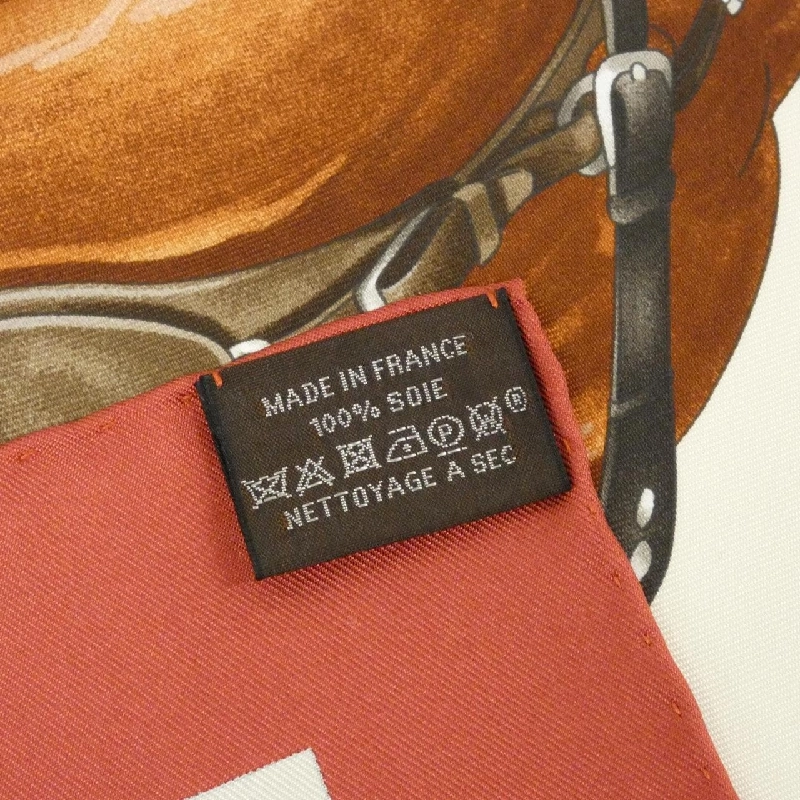 MADE IN FRANCE
100% SOIE
P W ®
NETTOYAGE A SEC